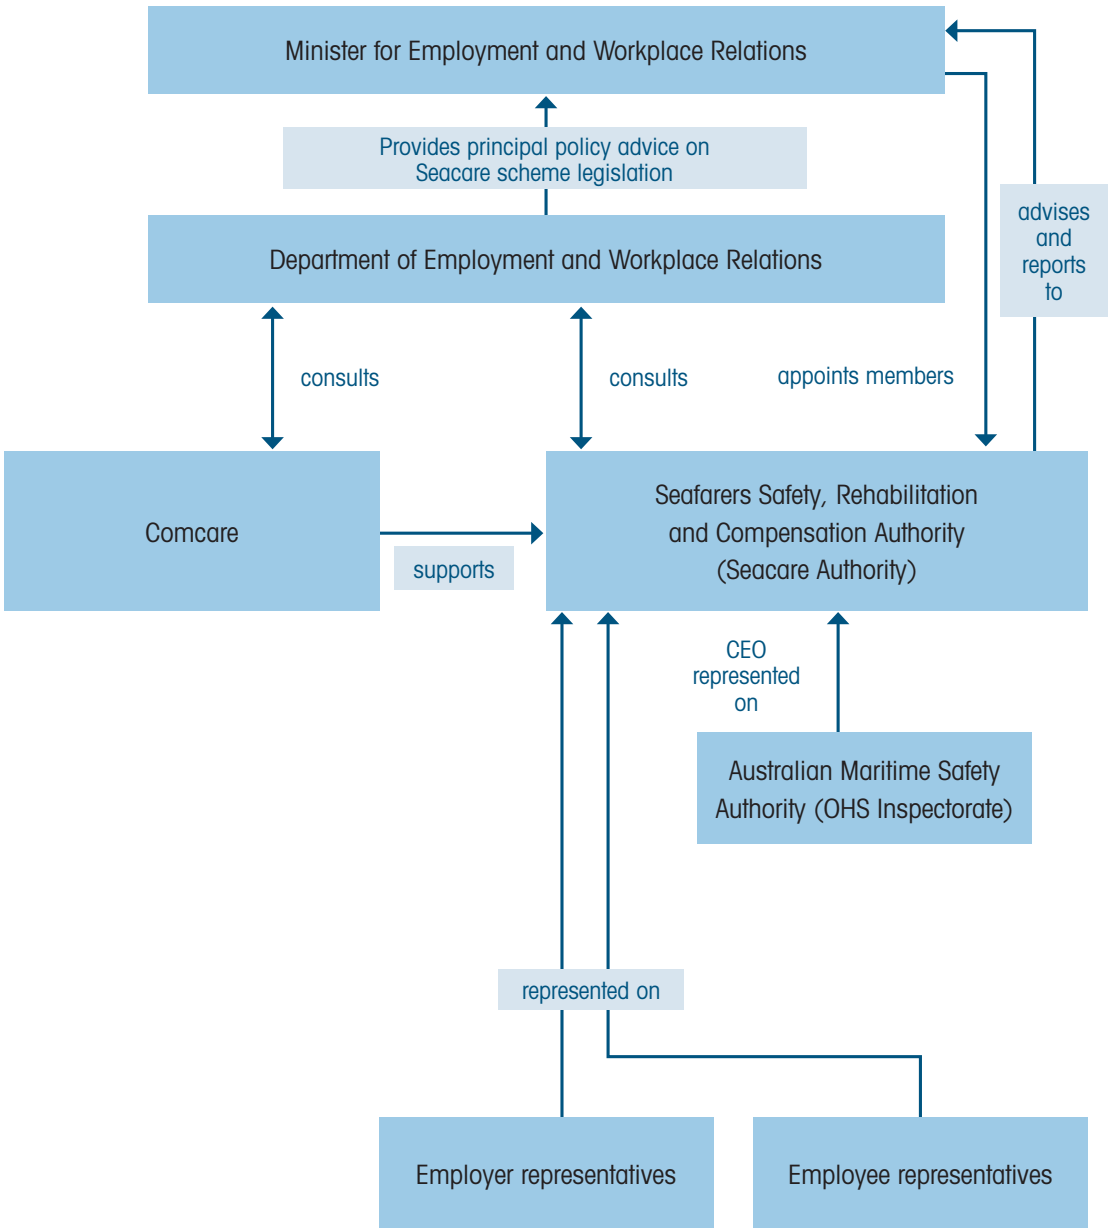 Minister for Employment and Workplace Relations
Provides principal policy advice on
Seacare scheme legislation
advises
and
reports
to
Department of Employment and Workplace Relations
consults
consults
appoints members
Comcare
supports
Seafarers Safety, Rehabilitation
and Compensation Authority
(Seacare Authority)
CEO
represented
on
Australian Maritime Safety
Authority (OHS Inspectorate)
represented on
Employer representatives
Employee representatives